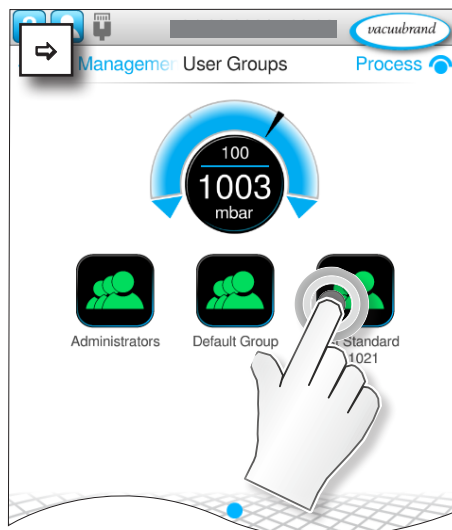 vacuubrand
Managemen User Groups Process
100
1003
mbar
Administrators Default Group Standard
1021